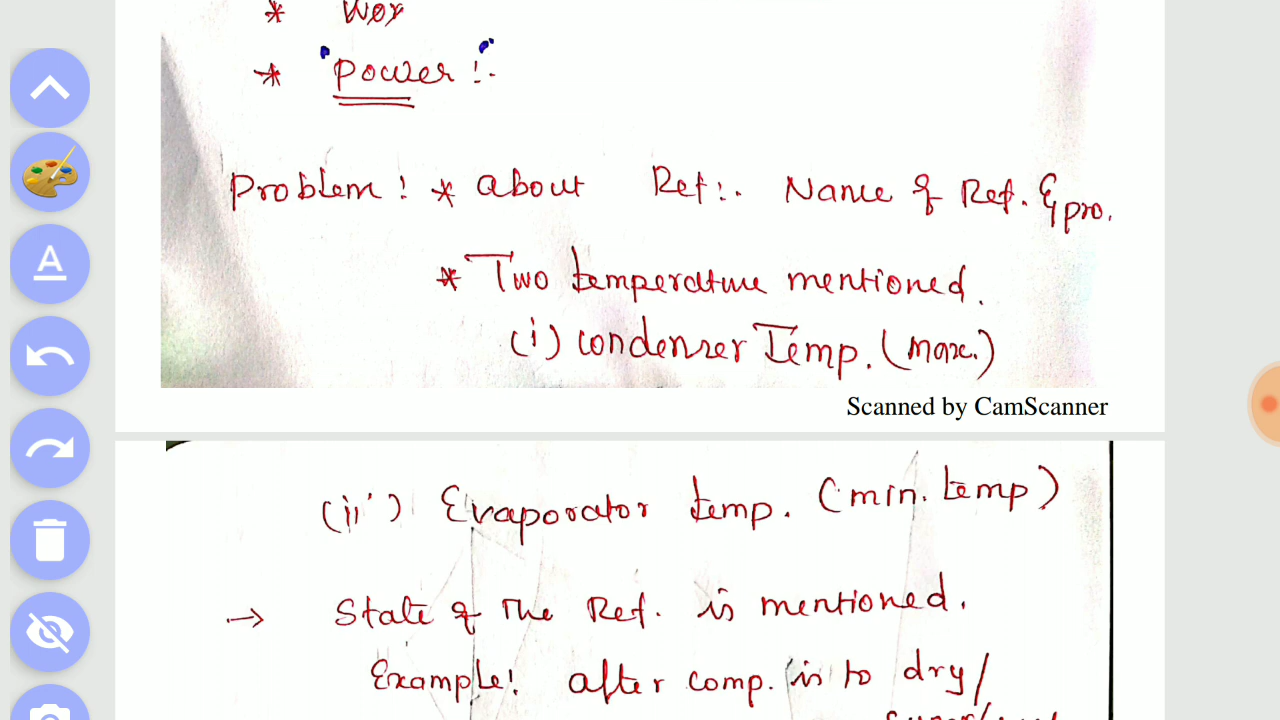 * Wor
* "Power!.
Problem! * about Ref:. Name of Ref. & pro.
* Two temperature mentioned.
(i) condenser Temp. (max.)
Scanned by CamScanner
(ii) Evaporator temp. (min. temp)
→ State of The Ref. is mentioned.
Example! after comp. is to dry/